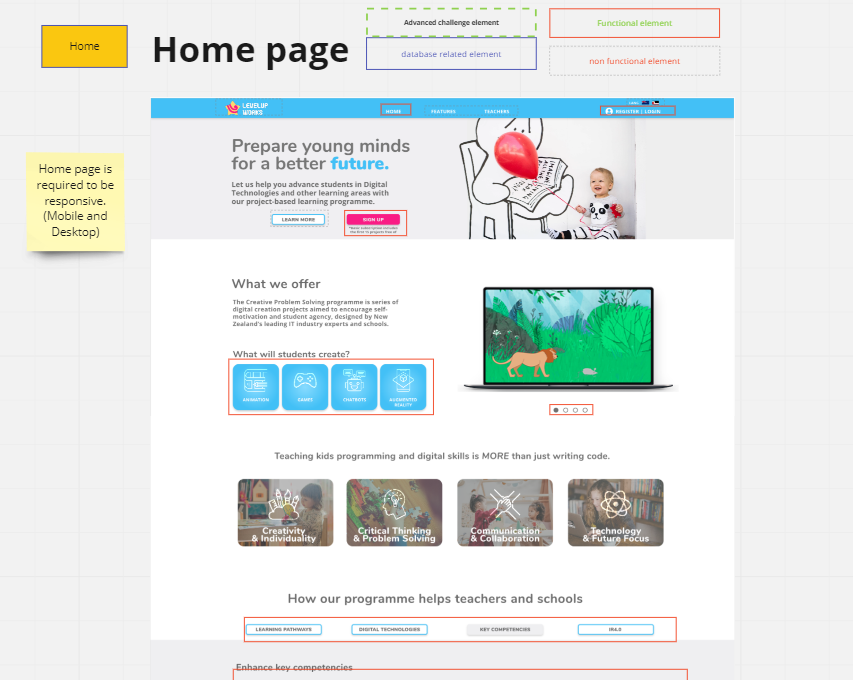 Home
Home page
Advanced challenge element
Functional element
database related element
non functional element
Home page is
required to be
responsive.
(Mobile and
Desktop)
LEVELUP
WORKS
HOME
FEATURES
TEACHERS
REGISTER | LOGIN
Prepare young minds
for a better future.
Let us help you advance students in Digital
Technologies and other learning areas with
our project-based learning programme.
LEARN MORE
SIGN UP
What we offer
The Creative Problem Solving programme is series of
digital creation projects aimed to encourage self-
motivation and student agency, designed by New
Zealand's leading IT industry experts and schools.
What will students create?
ANIMATION
GAMES
CHATBOTS
AUGMENTED
REALITY
Teaching kids programming and digital skills is MORE than just writing code.
Creativity
& Individuality
Critical Thinking
& Problem Solving
Communication
& Collaboration
Technology
& Future Focus
How our programme helps teachers and schools
LEARNING PATHWAYS
DIGITAL TECHNOLOGIES
KEY COMPETENCIES
IR4.0
Enhance key competencies